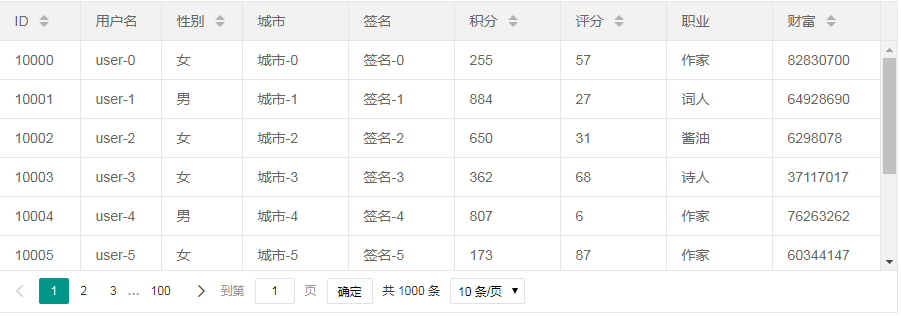 ID 用户名 性别 城市 签名 积分 评分 职业 财富
10000 user-0 女 城市-0 签名-0 255 57 作家 82830700
10001 user-1 男 城市-1 签名-1 884 27 词人 64928690
10002 user-2 女 城市-2 签名-2 650 31 酱油 6298078
10003 user-3 女 城市-3 签名-3 362 68 诗人 37117017
10004 user-4 男 城市-4 签名-4 807 6 作家 76263262
10005 user-5 女 城市-5 签名-5 173 87 作家 60344147
1 2 3 … 100 到第 1 页 确定 共 1000 条 10 条/页